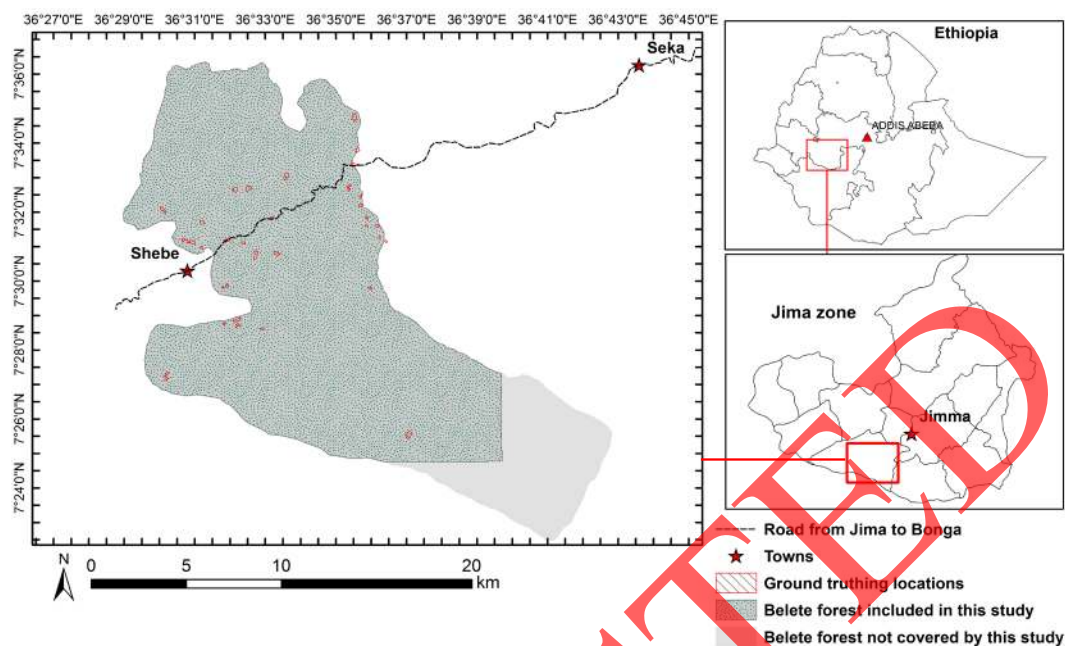 36°27'0"E 36°29'0"E 36°31'0"E 36°33'0"E 36°35'0"E 36°37'0"E 36°39'0"E 36°41'0"E 36°43'0"E 36°45'0"E
7°36'0"N
7°34'0"N
7°32'0"N
7°30'0"N
7°28'0"N
7°26'0"N
7°24'0"N
Seka
Shebe
N
0 5 10 20
km
Ethiopia
ADDIS ABEBA
Jima zone
Jimma
Road from Jima to Bonga
Towns
Ground truthing locations
Belete forest included in this study
Belete forest not covered by this study
TED